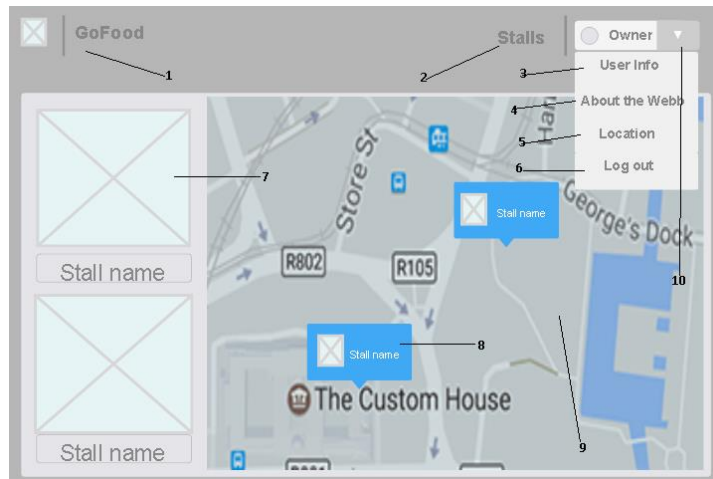 GoFood
Stalls
Owner
1
2
3
User Info
4
About the Webb
5
Location
6
Log out
7
Store St
Stall name
George's Dock
Stall name
R802
R105
10
Stall name
8
The Custom House
9
Stall name